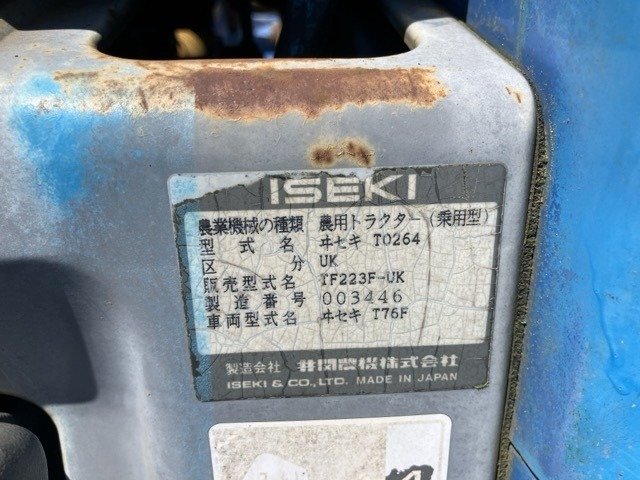 ISEKI
農業機械の種類 農用トラクター(乗用型)
型式名 ヰセキ TO264
区分 UK
販売型式名 TF223F-UK
製造番号 003446
車両型式名 ヰセキ T76F
製造会社 井関農機株式会社
ISEKI & CO., LTD. MADE IN JAPAN